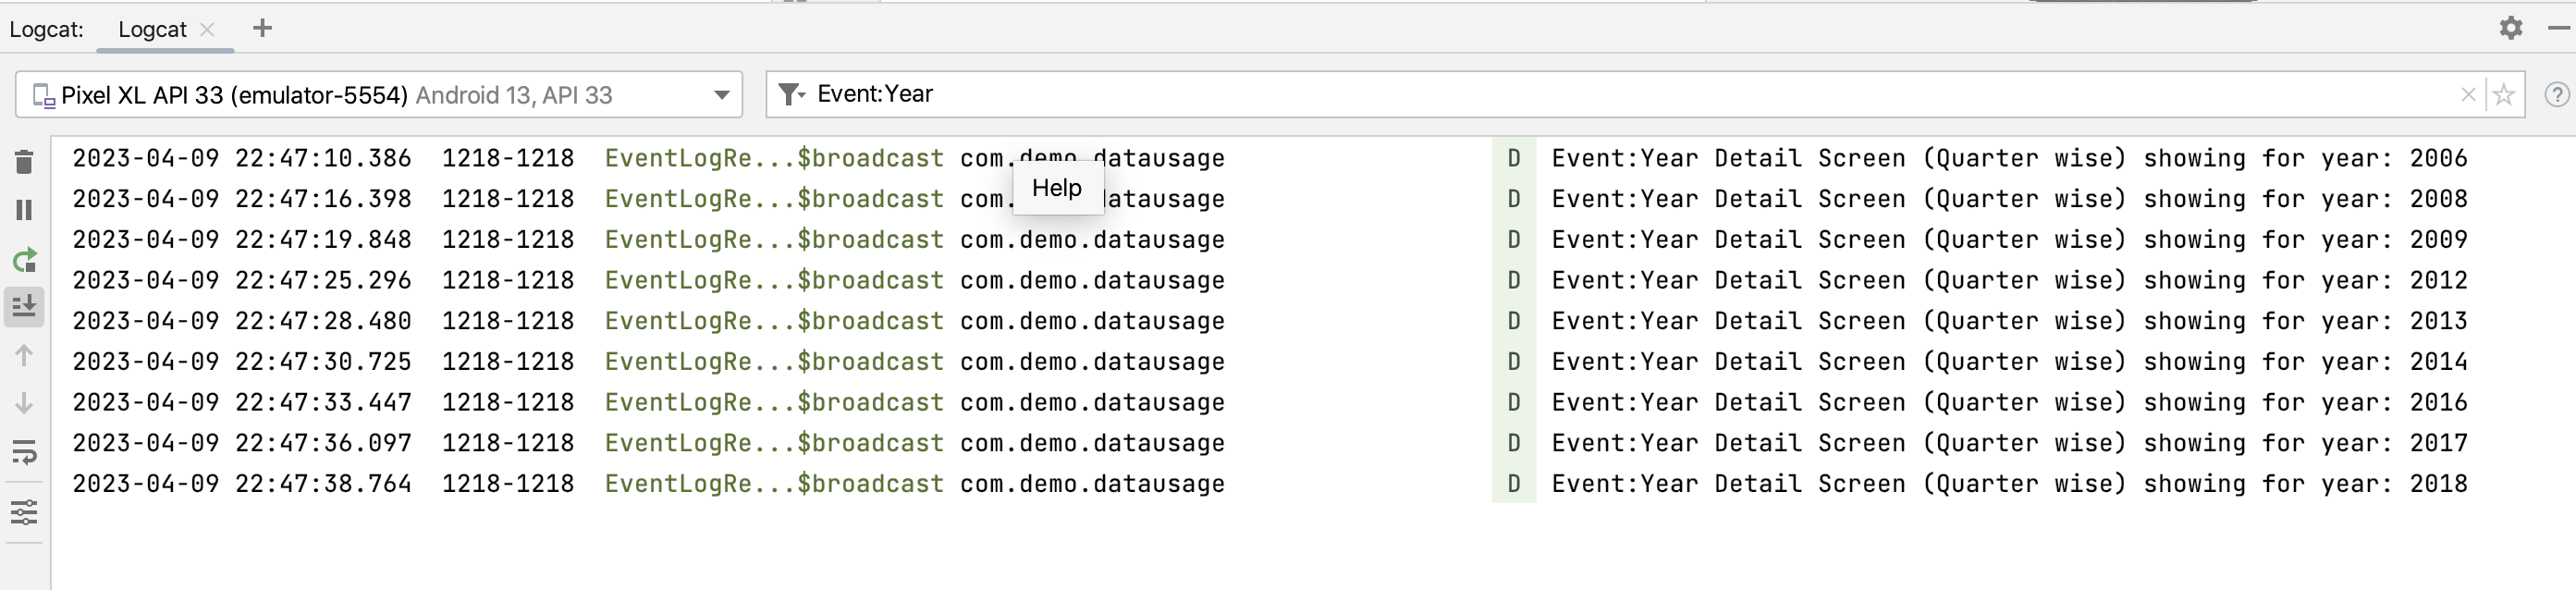 Logcat: Logcat
Pixel XL API 33 (emulator-5554) Android 13, API 33 Event:Year
2023-04-09 22:47:10.386 1218-1218 EventLogRe...$broadcast com.demo.datausage D Event:Year Detail Screen (Quarter wise) showing for year: 2006
Help
2023-04-09 22:47:16.398 1218-1218 EventLogRe...$broadcast com. atausage D Event:Year Detail Screen (Quarter wise) showing for year: 2008
2023-04-09 22:47:19.848 1218-1218 EventLogRe...$broadcast com.demo.datausage D Event:Year Detail Screen (Quarter wise) showing for year: 2009
2023-04-09 22:47:25.296 1218-1218 EventLogRe...$broadcast com.demo.datausage D Event:Year Detail Screen (Quarter wise) showing for year: 2012
2023-04-09 22:47:28.480 1218-1218 EventLogRe...$broadcast com.demo.datausage D Event:Year Detail Screen (Quarter wise) showing for year: 2013
2023-04-09 22:47:30.725 1218-1218 EventLogRe...$broadcast com.demo.datausage D Event:Year Detail Screen (Quarter wise) showing for year: 2014
2023-04-09 22:47:33.447 1218-1218 EventLogRe...$broadcast com.demo.datausage D Event:Year Detail Screen (Quarter wise) showing for year: 2016
2023-04-09 22:47:36.097 1218-1218 EventLogRe...$broadcast com.demo.datausage D Event:Year Detail Screen (Quarter wise) showing for year: 2017
2023-04-09 22:47:38.764 1218-1218 EventLogRe...$broadcast com.demo.datausage D Event:Year Detail Screen (Quarter wise) showing for year: 2018